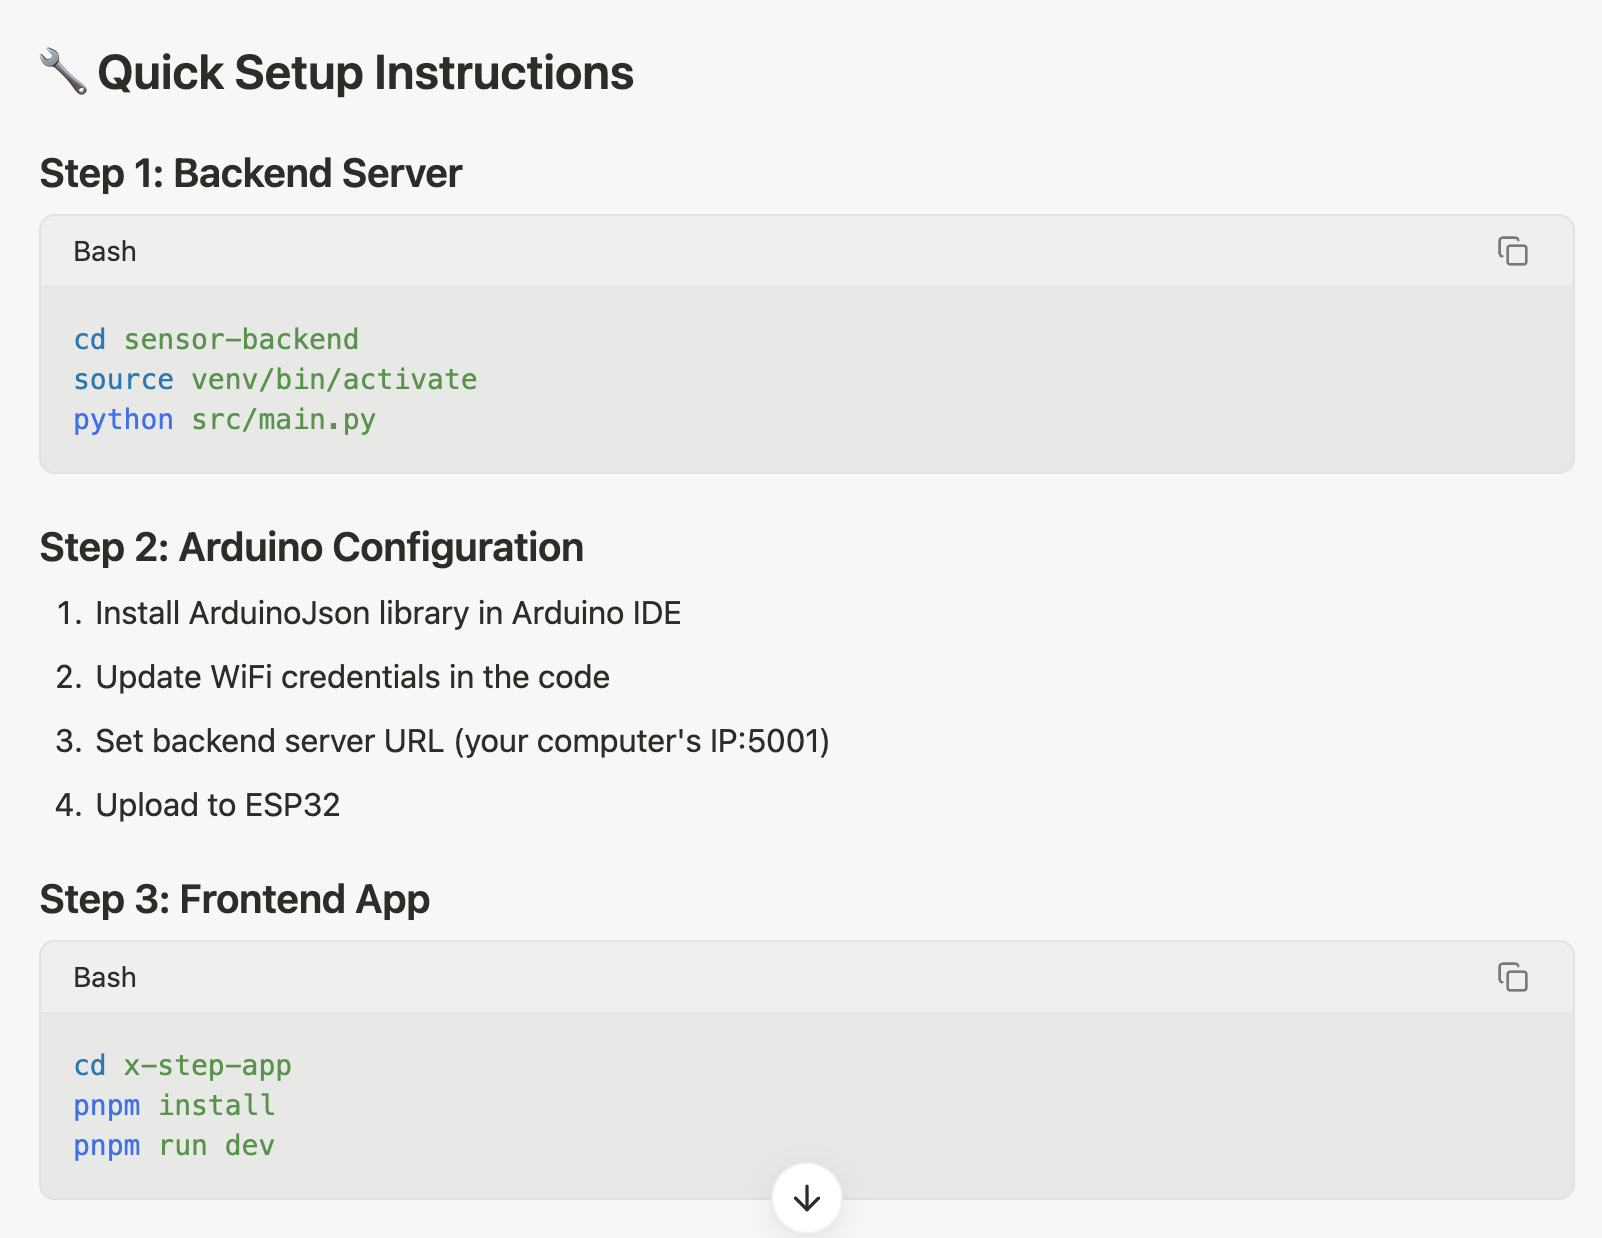 🔧 Quick Setup Instructions
Step 1: Backend Server
Bash
cd sensor-backend
source venv/bin/activate
python src/main.py
Step 2: Arduino Configuration
1. Install ArduinoJson library in Arduino IDE
2. Update WiFi credentials in the code
3. Set backend server URL (your computer's IP:5001)
4. Upload to ESP32
Step 3: Frontend App
Bash
cd x-step-app
pnpm install
pnpm run dev